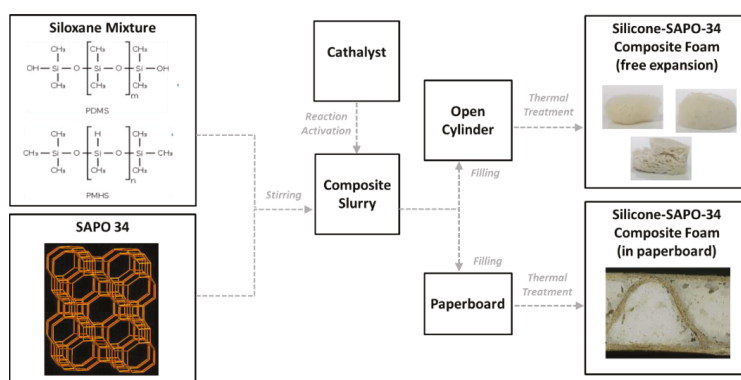 Siloxane Mixture
CH₃ CH₃ CH₃
OH Si O Si O Si OH
CH₃ CH₃ CH₃
m
PDMS
CH₃ H CH₃
CH₃ Si O Si O Si CH₃
CH₃ CH₃ CH₃
n
PMHS
SAPO 34
Stirring
Cathalyst
Reaction
Activation
Composite
Slurry
Open
Cylinder
Filling
Filling
Paperboard
Thermal
Treatment
Thermal
Treatment
Silicone-SAPO-34
Composite Foam
(free expansion)
Silicone-SAPO-34
Composite Foam
(in paperboard)